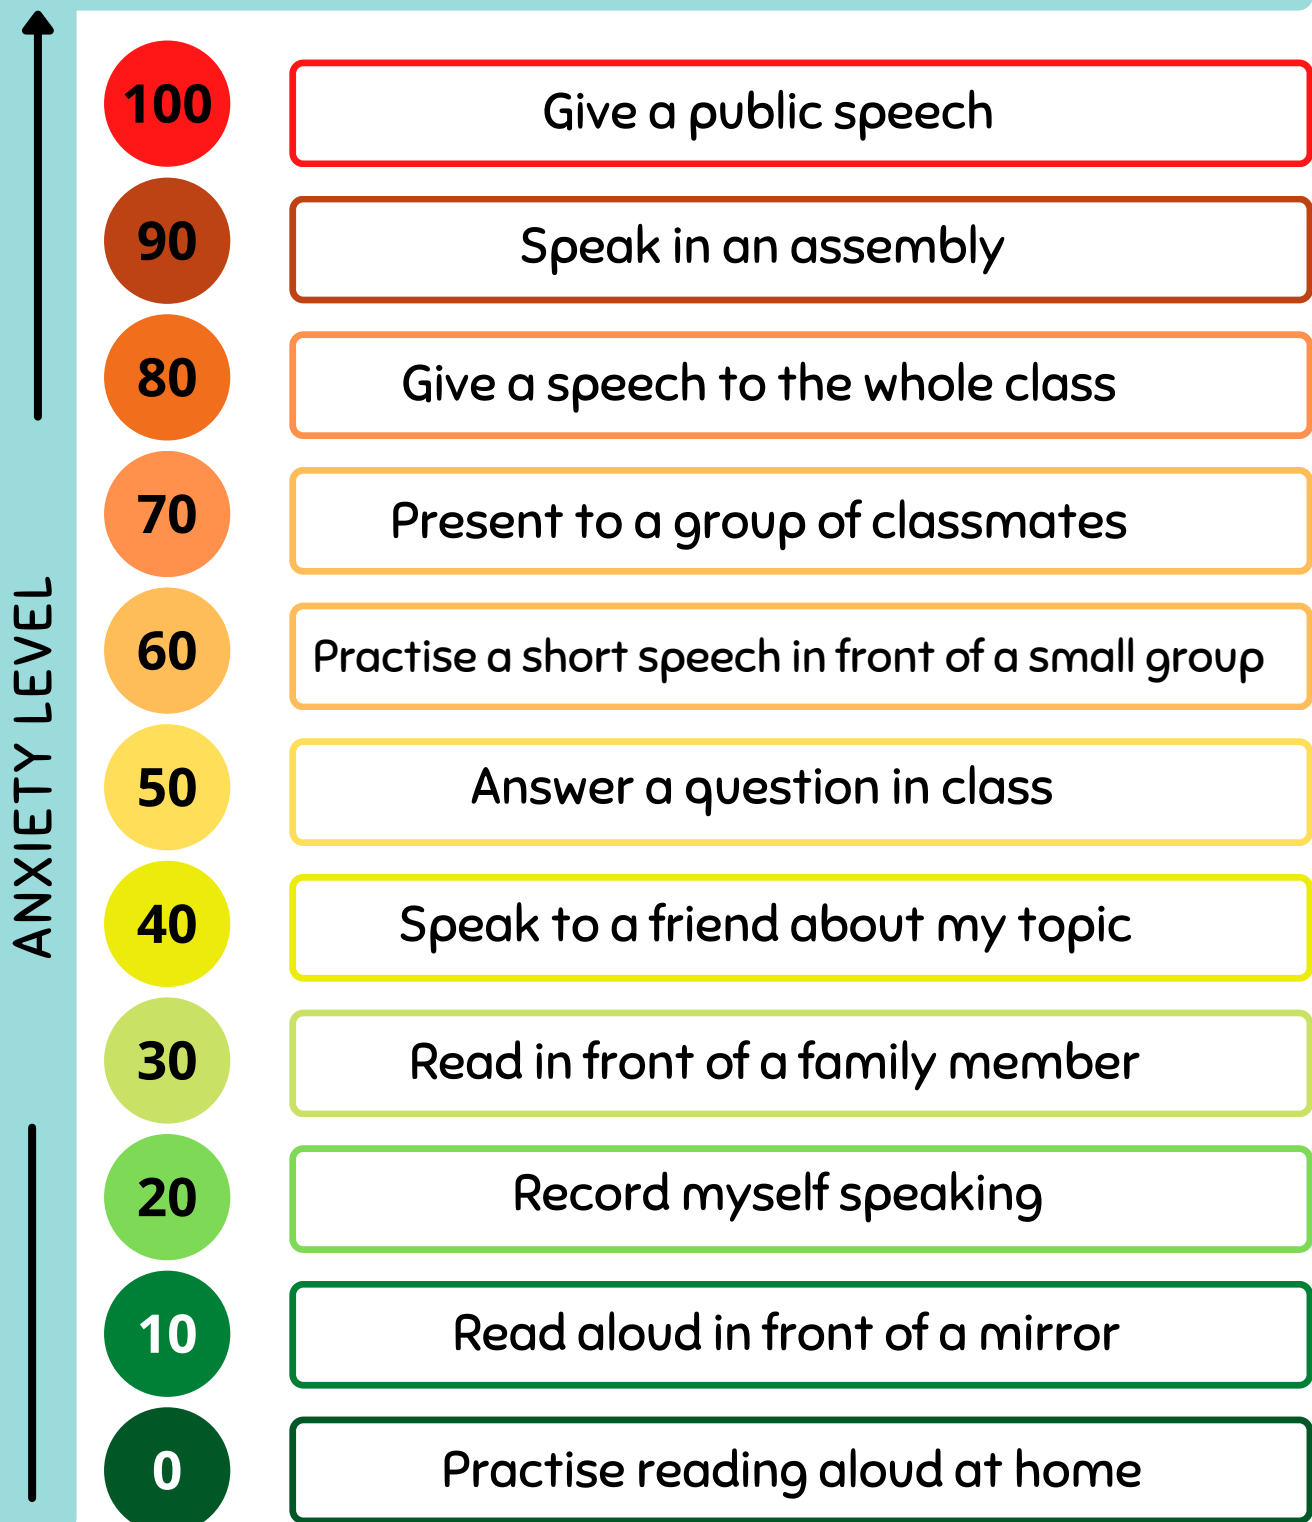 ANXIETY LEVEL
100 Give a public speech
90 Speak in an assembly
80 Give a speech to the whole class
70 Present to a group of classmates
60 Practise a short speech in front of a small group
50 Answer a question in class
40 Speak to a friend about my topic
30 Read in front of a family member
20 Record myself speaking
10 Read aloud in front of a mirror
0 Practise reading aloud at home